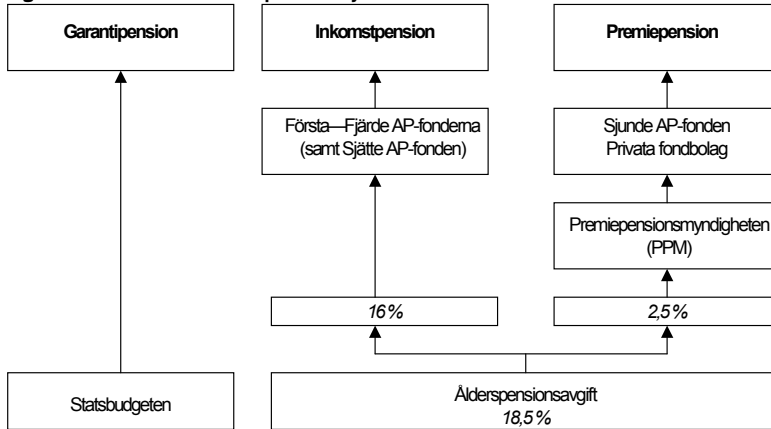 Garantipension
Inkomstpension
Premiepension
Första—Fjärde AP-fonderna
(samt Sjätte AP-fonden)
Sjunde AP-fonden
Privata fondbolag
Premiepensionsmyndigheten
(PPM)
16%
2,5%
Statsbudgeten
Ålderspensionsavgift
18,5%